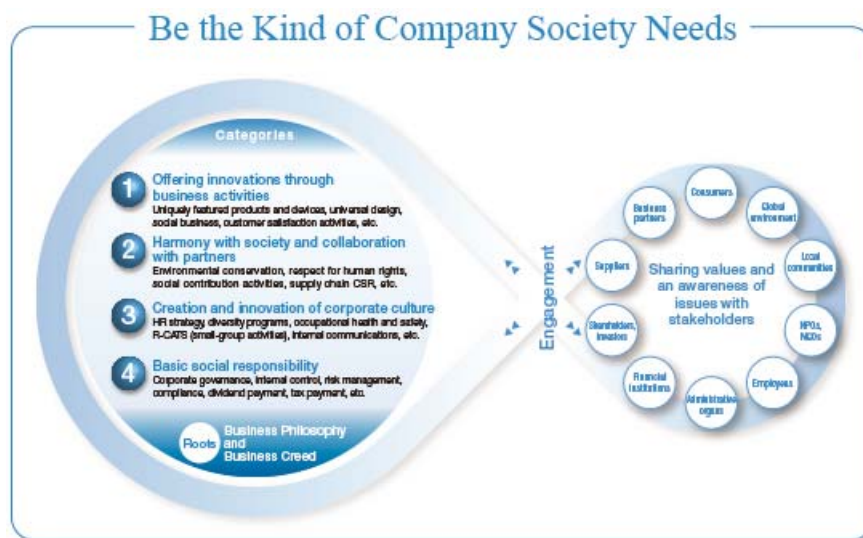 Be the Kind of Company Society Needs
Categories
1
Offering innovations through
business activities
Uniquely featured products and devices, universal design,
social business, customer satisfaction activities, etc.
2
Harmony with society and collaboration
with partners
Environmental conservation, respect for human rights,
social contribution activities, supply chain CSR, etc.
3
Creation and innovation of corporate culture
HR strategy, diversity programs, occupational health and safety,
R-CATS (small-group activities), internal communications, etc.
4
Basic social responsibility
Corporate governance, internal control, risk management,
compliance, dividend payment, tax payment, etc.
Roots
Business Philosophy
and
Business Creed
Engagement
Consumers
Global
environment
Local
communities
NPOs,
NGOs
Employees
Administrative
organs
Financial
institutions
Shareholders,
investors
Suppliers
Business
partners
Sharing values and
an awareness of
issues with
stakeholders